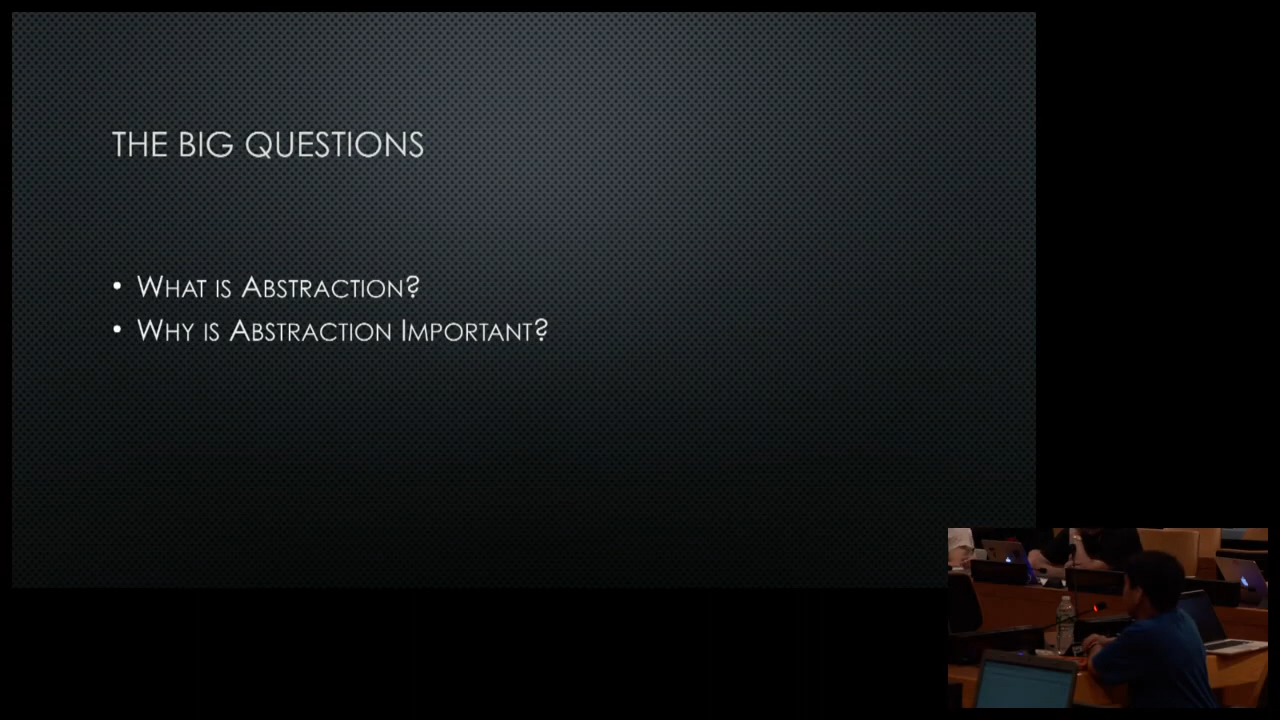 THE BIG QUESTIONS
• WHAT IS ABSTRACTION?
• WHY IS ABSTRACTION IMPORTANT?